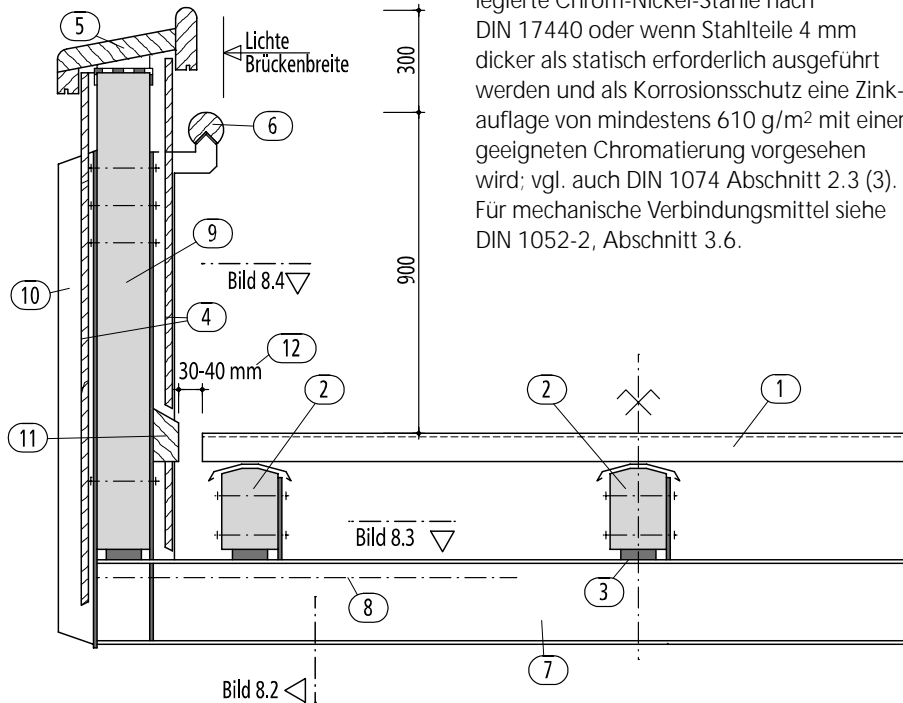 legierte Chrom-Nickel-Stähle nach
DIN 17440 oder wenn Stahlteile 4 mm
dicker als statisch erforderlich ausgeführt
werden und als Korrosionsschutz eine Zink-
auflage von mindestens 610 g/m² mit einer
geeigneten Chromatierung vorgesehen
wird; vgl. auch DIN 1074 Abschnitt 2.3 (3).
Für mechanische Verbindungsmittel siehe
DIN 1052-2, Abschnitt 3.6.
5
Lichte
Brückenbreite
300
6
9
900
Bild 8.4
10
4
12
30-40 mm
2
2
1
11
Bild 8.3
3
8
7
Bild 8.2